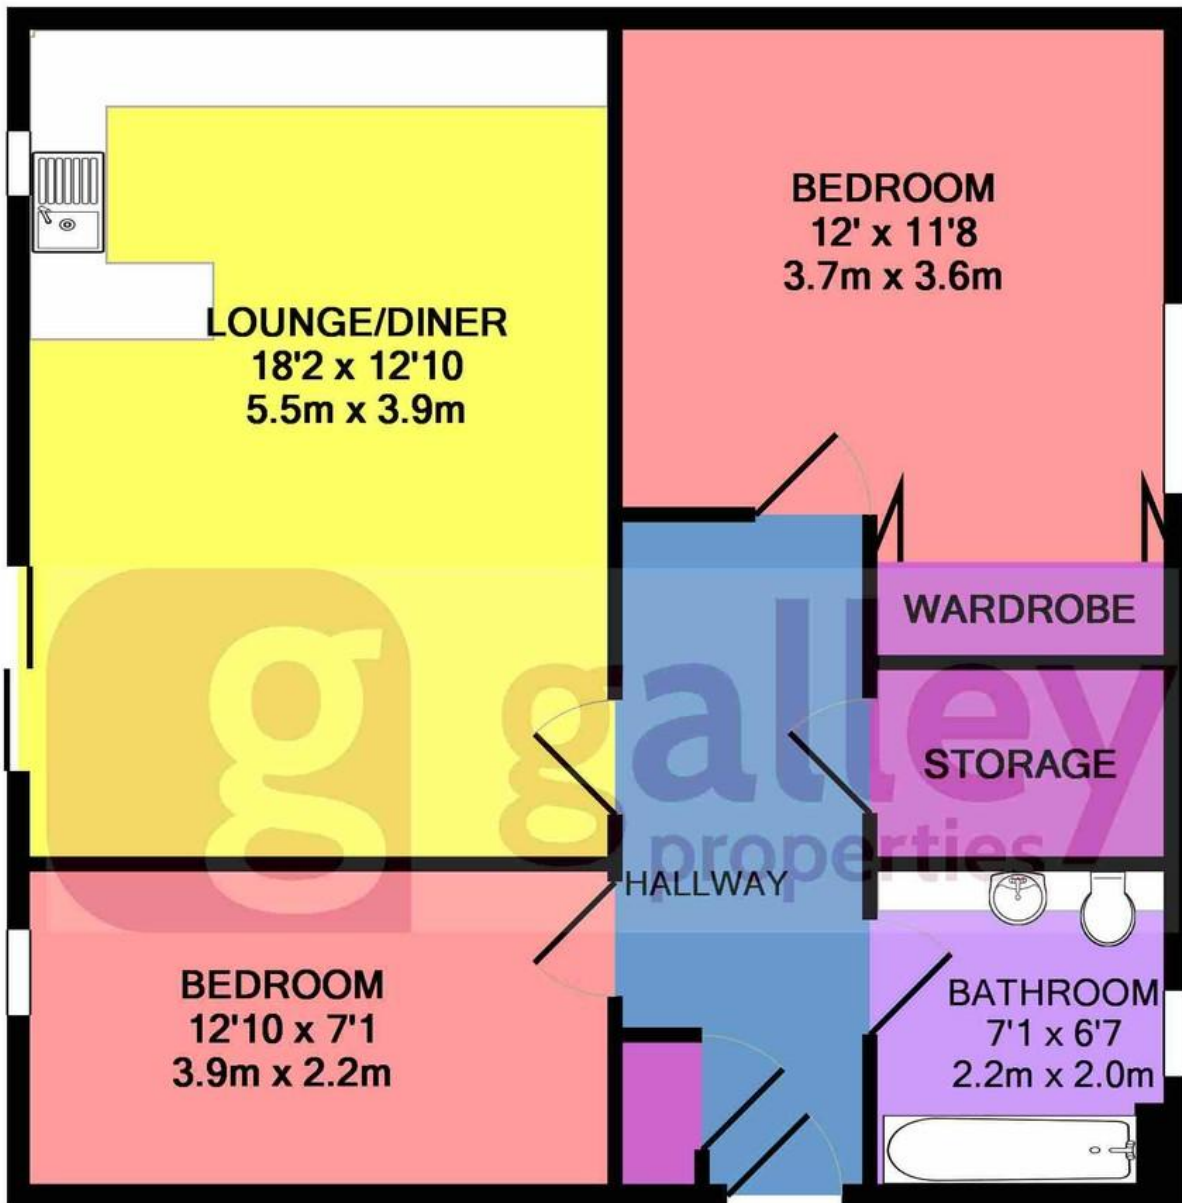 BEDROOM
12' x 11'8
3.7m x 3.6m
LOUNGE/DINER
18'2 x 12'10
5.5m x 3.9m
WARDROBE
g galley
properties
STORAGE
HALLWAY
BEDROOM
12'10 x 7'1
3.9m x 2.2m
BATHROOM
7'1 x 6'7
2.2m x 2.0m